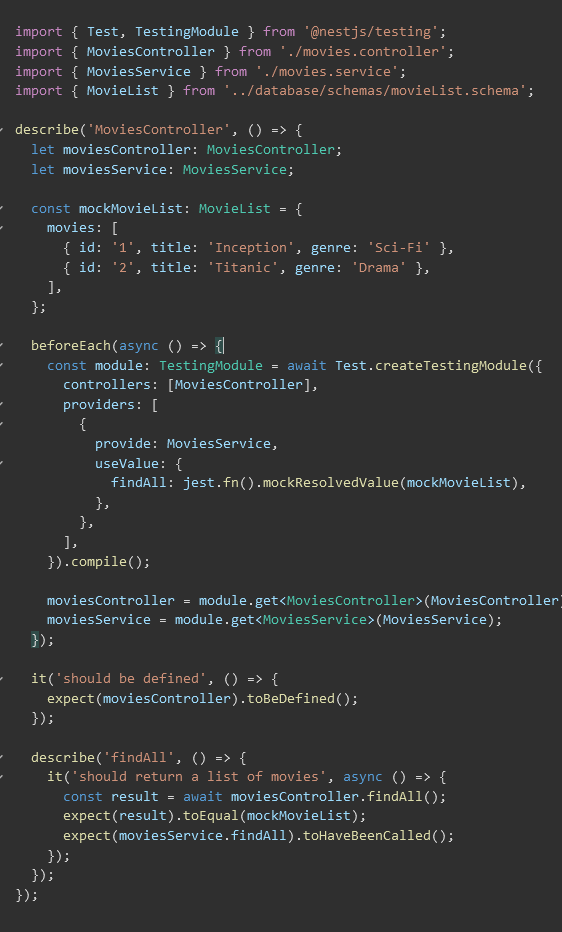 import { Test, TestingModule } from '@nestjs/testing';
import { MoviesController } from './movies.controller';
import { MoviesService } from './movies.service';
import { MovieList } from '../database/schemas/movieList.schema';

describe('MoviesController', () => {
  let moviesController: MoviesController;
  let moviesService: MoviesService;

  const mockMovieList: MovieList = {
    movies: [
      { id: '1', title: 'Inception', genre: 'Sci-Fi' },
      { id: '2', title: 'Titanic', genre: 'Drama' },
    ],
  };

  beforeEach(async () => {
    const module: TestingModule = await Test.createTestingModule({
      controllers: [MoviesController],
      providers: [
        {
          provide: MoviesService,
          useValue: {
            findAll: jest.fn().mockResolvedValue(mockMovieList),
          },
        },
      ],
    }).compile();

    moviesController = module.get<MoviesController>(MoviesController)
    moviesService = module.get<MoviesService>(MoviesService);
  });

  it('should be defined', () => {
    expect(moviesController).toBeDefined();
  });

  describe('findAll', () => {
    it('should return a list of movies', async () => {
      const result = await moviesController.findAll();
      expect(result).toEqual(mockMovieList);
      expect(moviesService.findAll).toHaveBeenCalled();
    });
  });
});